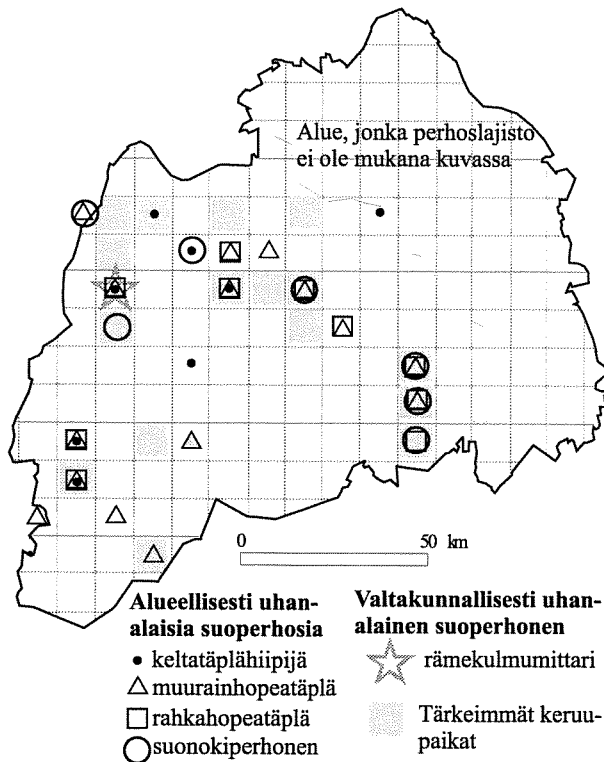 Alue, jonka perhoslajisto
ei ole mukana kuvassa
0 50 km
Alueellisesti uhan-
alaisia suoperhosia
keltatäplähiipijä
muurainhopeatäplä
rahkahopeatäplä
suonokiperhonen
Valtakunnallisesti uhan-
alainen suoperhonen
rämekulmumittari
Tärkeimmät keruu-
paikat